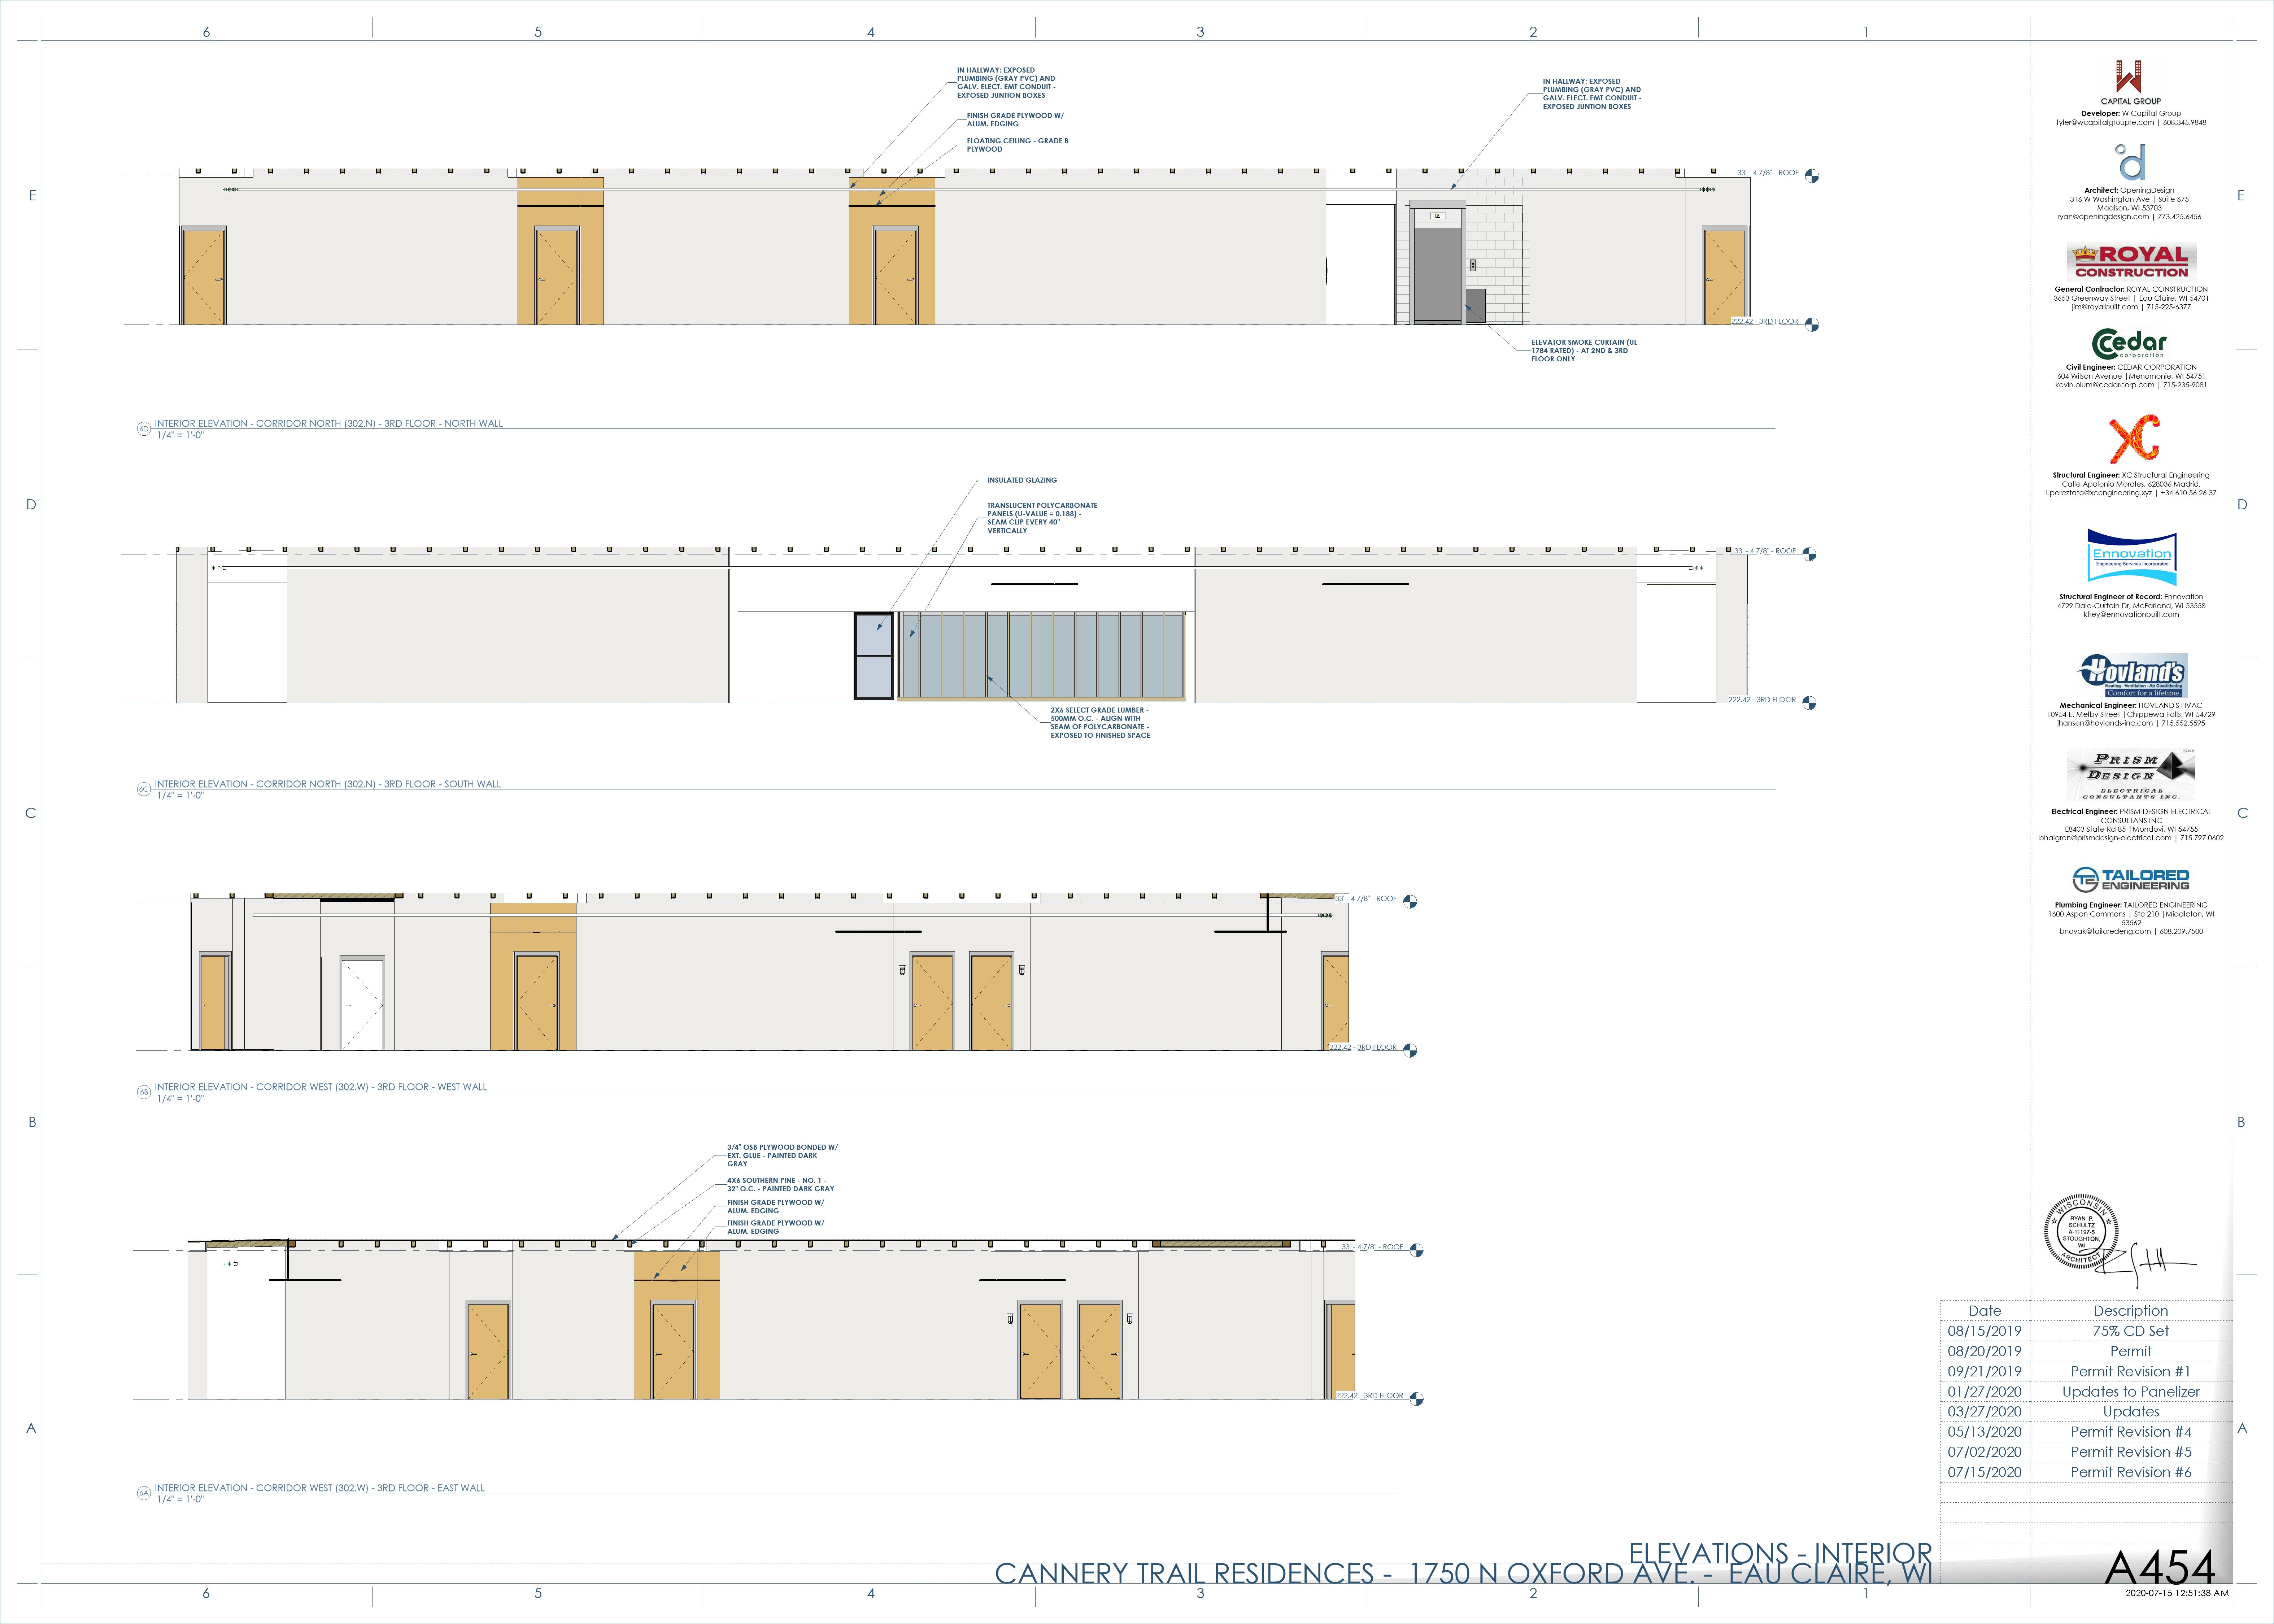 6 5 4 3 2 1
IN HALLWAY: EXPOSED
PLUMBING (GRAY PVC) AND
GALV. ELECT. EMT CONDUIT -
EXPOSED JUNTION BOXES
FINISH GRADE PLYWOOD W/
ALUM. EDGING
FLOATING CEILING - GRADE B
PLYWOOD
IN HALLWAY: EXPOSED
PLUMBING (GRAY PVC) AND
GALV. ELECT. EMT CONDUIT -
EXPOSED JUNTION BOXES
33' - 4 7/8" - ROOF
E
E
222.42 - 3RD FLOOR
ELEVATOR SMOKE CURTAIN (UL
1784 RATED) - AT 2ND & 3RD
FLOOR ONLY
6D
INTERIOR ELEVATION - CORRIDOR NORTH (302.N) - 3RD FLOOR - NORTH WALL
1/4" = 1'-0"
INSULATED GLAZING
TRANSLUCENT POLYCARBONATE
PANELS (U-VALUE = 0.188) -
SEAM CLIP EVERY 40"
VERTICALLY
D
D
33' - 4 7/8" - ROOF
222.42 - 3RD FLOOR
2X6 SELECT GRADE LUMBER -
500MM O.C. - ALIGN WITH
SEAM OF POLYCARBONATE -
EXPOSED TO FINISHED SPACE
6C
INTERIOR ELEVATION - CORRIDOR NORTH (302.N) - 3RD FLOOR - SOUTH WALL
1/4" = 1'-0"
C
C
33' - 4 7/8" - ROOF
222.42 - 3RD FLOOR
6B
INTERIOR ELEVATION - CORRIDOR WEST (302.W) - 3RD FLOOR - WEST WALL
1/4" = 1'-0"
B
B
3/4" OSB PLYWOOD BONDED W/
EXT. GLUE - PAINTED DARK
GRAY
4X6 SOUTHERN PINE - NO. 1 -
32" O.C. - PAINTED DARK GRAY
FINISH GRADE PLYWOOD W/
ALUM. EDGING
FINISH GRADE PLYWOOD W/
ALUM. EDGING
33' - 4 7/8" - ROOF
222.42 - 3RD FLOOR
A
A
6A
INTERIOR ELEVATION - CORRIDOR WEST (302.W) - 3RD FLOOR - EAST WALL
1/4" = 1'-0"
W
CAPITAL GROUP
Developer: W Capital Group
tyler@wcapitalgroupre.com | 608.345.9848
Architect: OpeningDesign
316 W Washington Ave | Suite 675
Madison, WI 53703
ryan@openingdesign.com | 773.425.6456
ROYAL
CONSTRUCTION
General Contractor: ROYAL CONSTRUCTION
3653 Greenway Street | Eau Claire, WI 54701
jim@royalbuilt.com | 715-225-6377
Cedar
corporation
Civil Engineer: CEDAR CORPORATION
604 Wilson Avenue |Menomonie, WI 54751
kevin.oium@cedarcorp.com | 715-235-9081
XC
Structural Engineer: XC Structural Engineering
Calle Apolonio Morales, 628036 Madrid,
l.pereztato@xcengineering.xyz | +34 610 56 26 37
Ennovation
Engineering Services Incorporated
Structural Engineer of Record: Ennovation
4729 Dale-Curtain Dr, McFarland, WI 53558
kfrey@ennovationbuilt.com
Hovland's
Heating - Ventilation - Air Conditioning
Comfort for a lifetime.
Mechanical Engineer: HOVLAND'S HVAC
10954 E. Melby Street |Chippewa Falls, WI 54729
jhansen@hovlands-inc.com | 715.552.5595
PRISM
DESIGN
ELECTRICAL
CONSULTANTS INC.
Electrical Engineer: PRISM DESIGN ELECTRICAL
CONSULTANS INC
E8403 State Rd 85 |Mondovi, WI 54755
bhalgren@prismdesign-electrical.com | 715.797.0602
TE TAILORED
ENGINEERING
Plumbing Engineer: TAILORED ENGINEERING
1600 Aspen Commons | Ste 210 |Middleton, WI
53562
bnovak@tailoredeng.com | 608.209.7500
WISCONSIN
RYAN P.
SCHULTZ
A-11197-5
STOUGHTON,
WI
ARCHITECT
Date Description
08/15/2019 75% CD Set
08/20/2019 Permit
09/21/2019 Permit Revision #1
01/27/2020 Updates to Panelizer
03/27/2020 Updates
05/13/2020 Permit Revision #4
07/02/2020 Permit Revision #5
07/15/2020 Permit Revision #6
ELEVATIONS - INTERIOR
CANNERY TRAIL RESIDENCES - 1750 N OXFORD AVE. - EAU CLAIRE, WI
A454
2020-07-15 12:51:38 AM
6 5 4 3 2 1